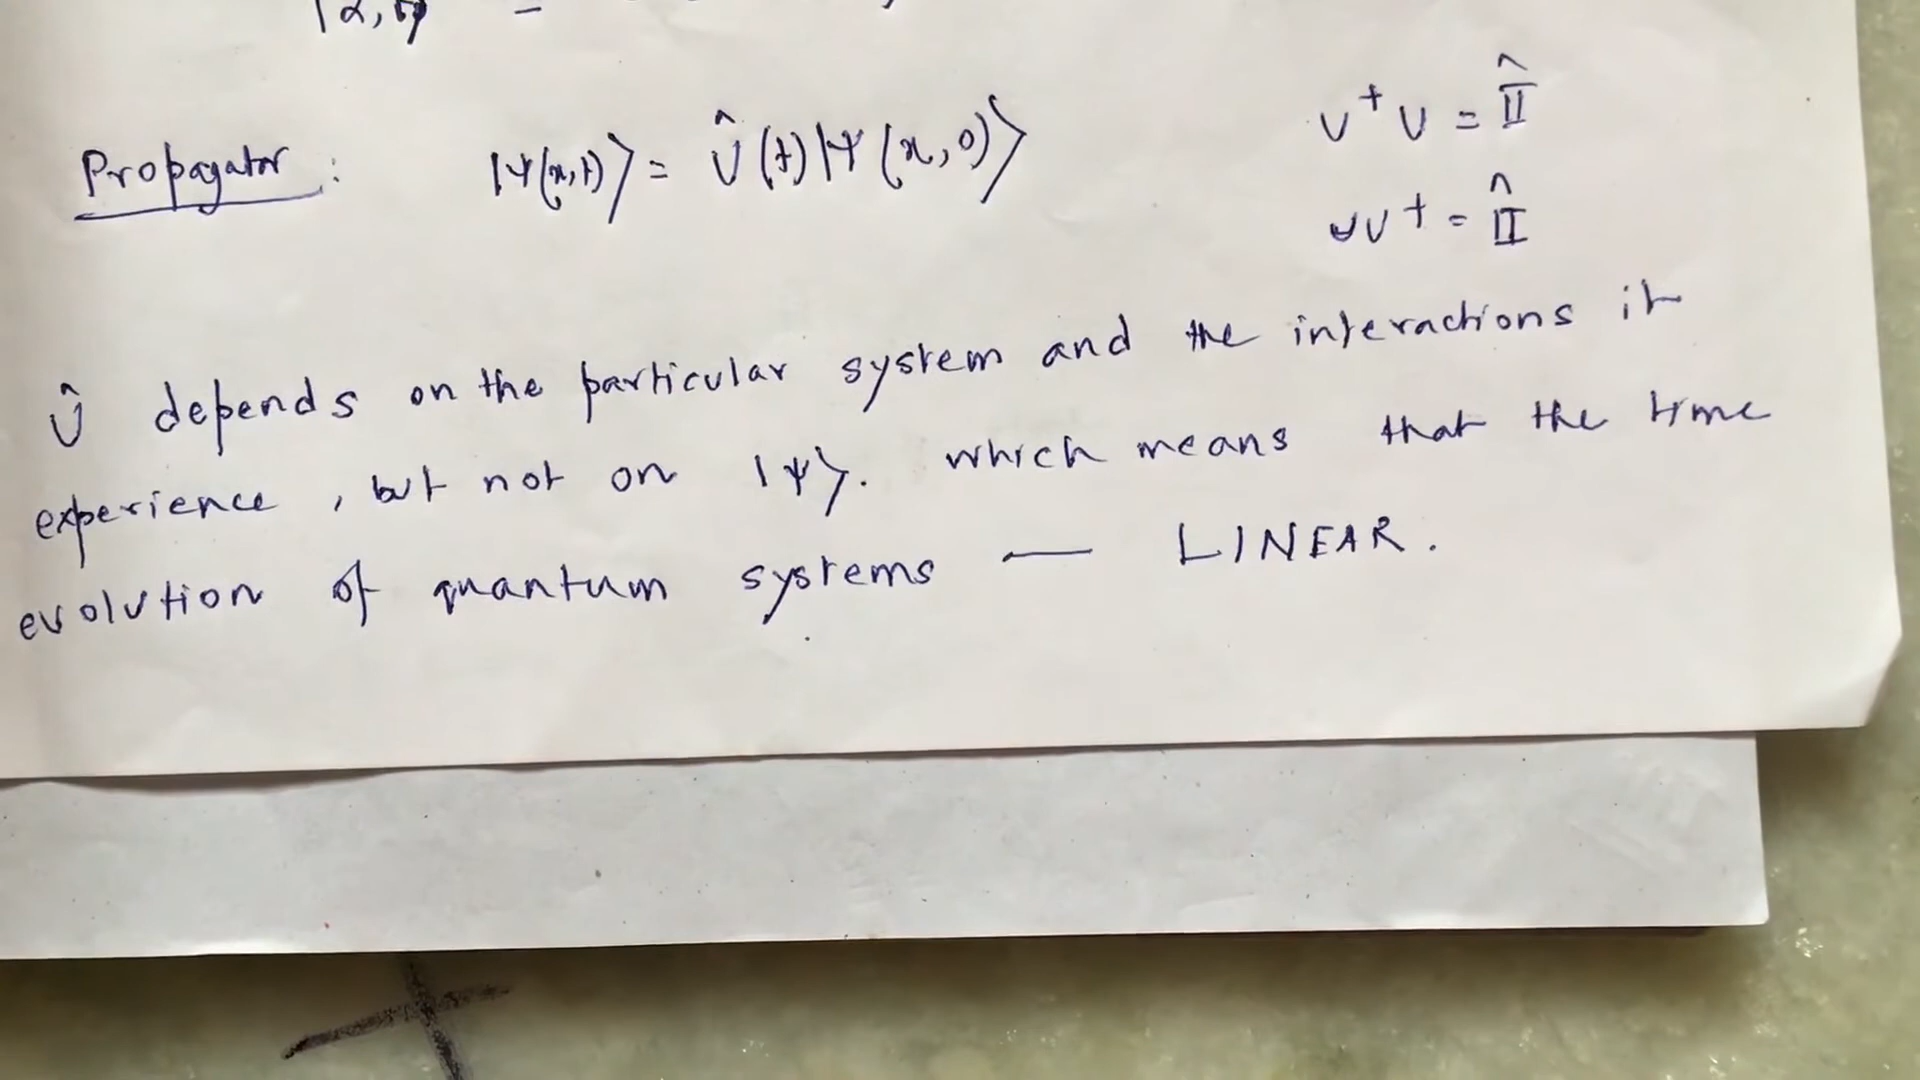 |α,
Propagator : |Ψ(x,t)⟩ = Û(t)|Ψ(x,0)⟩
U†U = 𝕀̂
UU† = 𝕀̂
Û depends on the particular system and the interactions it
experience, but not on |Ψ⟩. which means that the time
evolution of quantum systems — LINEAR.